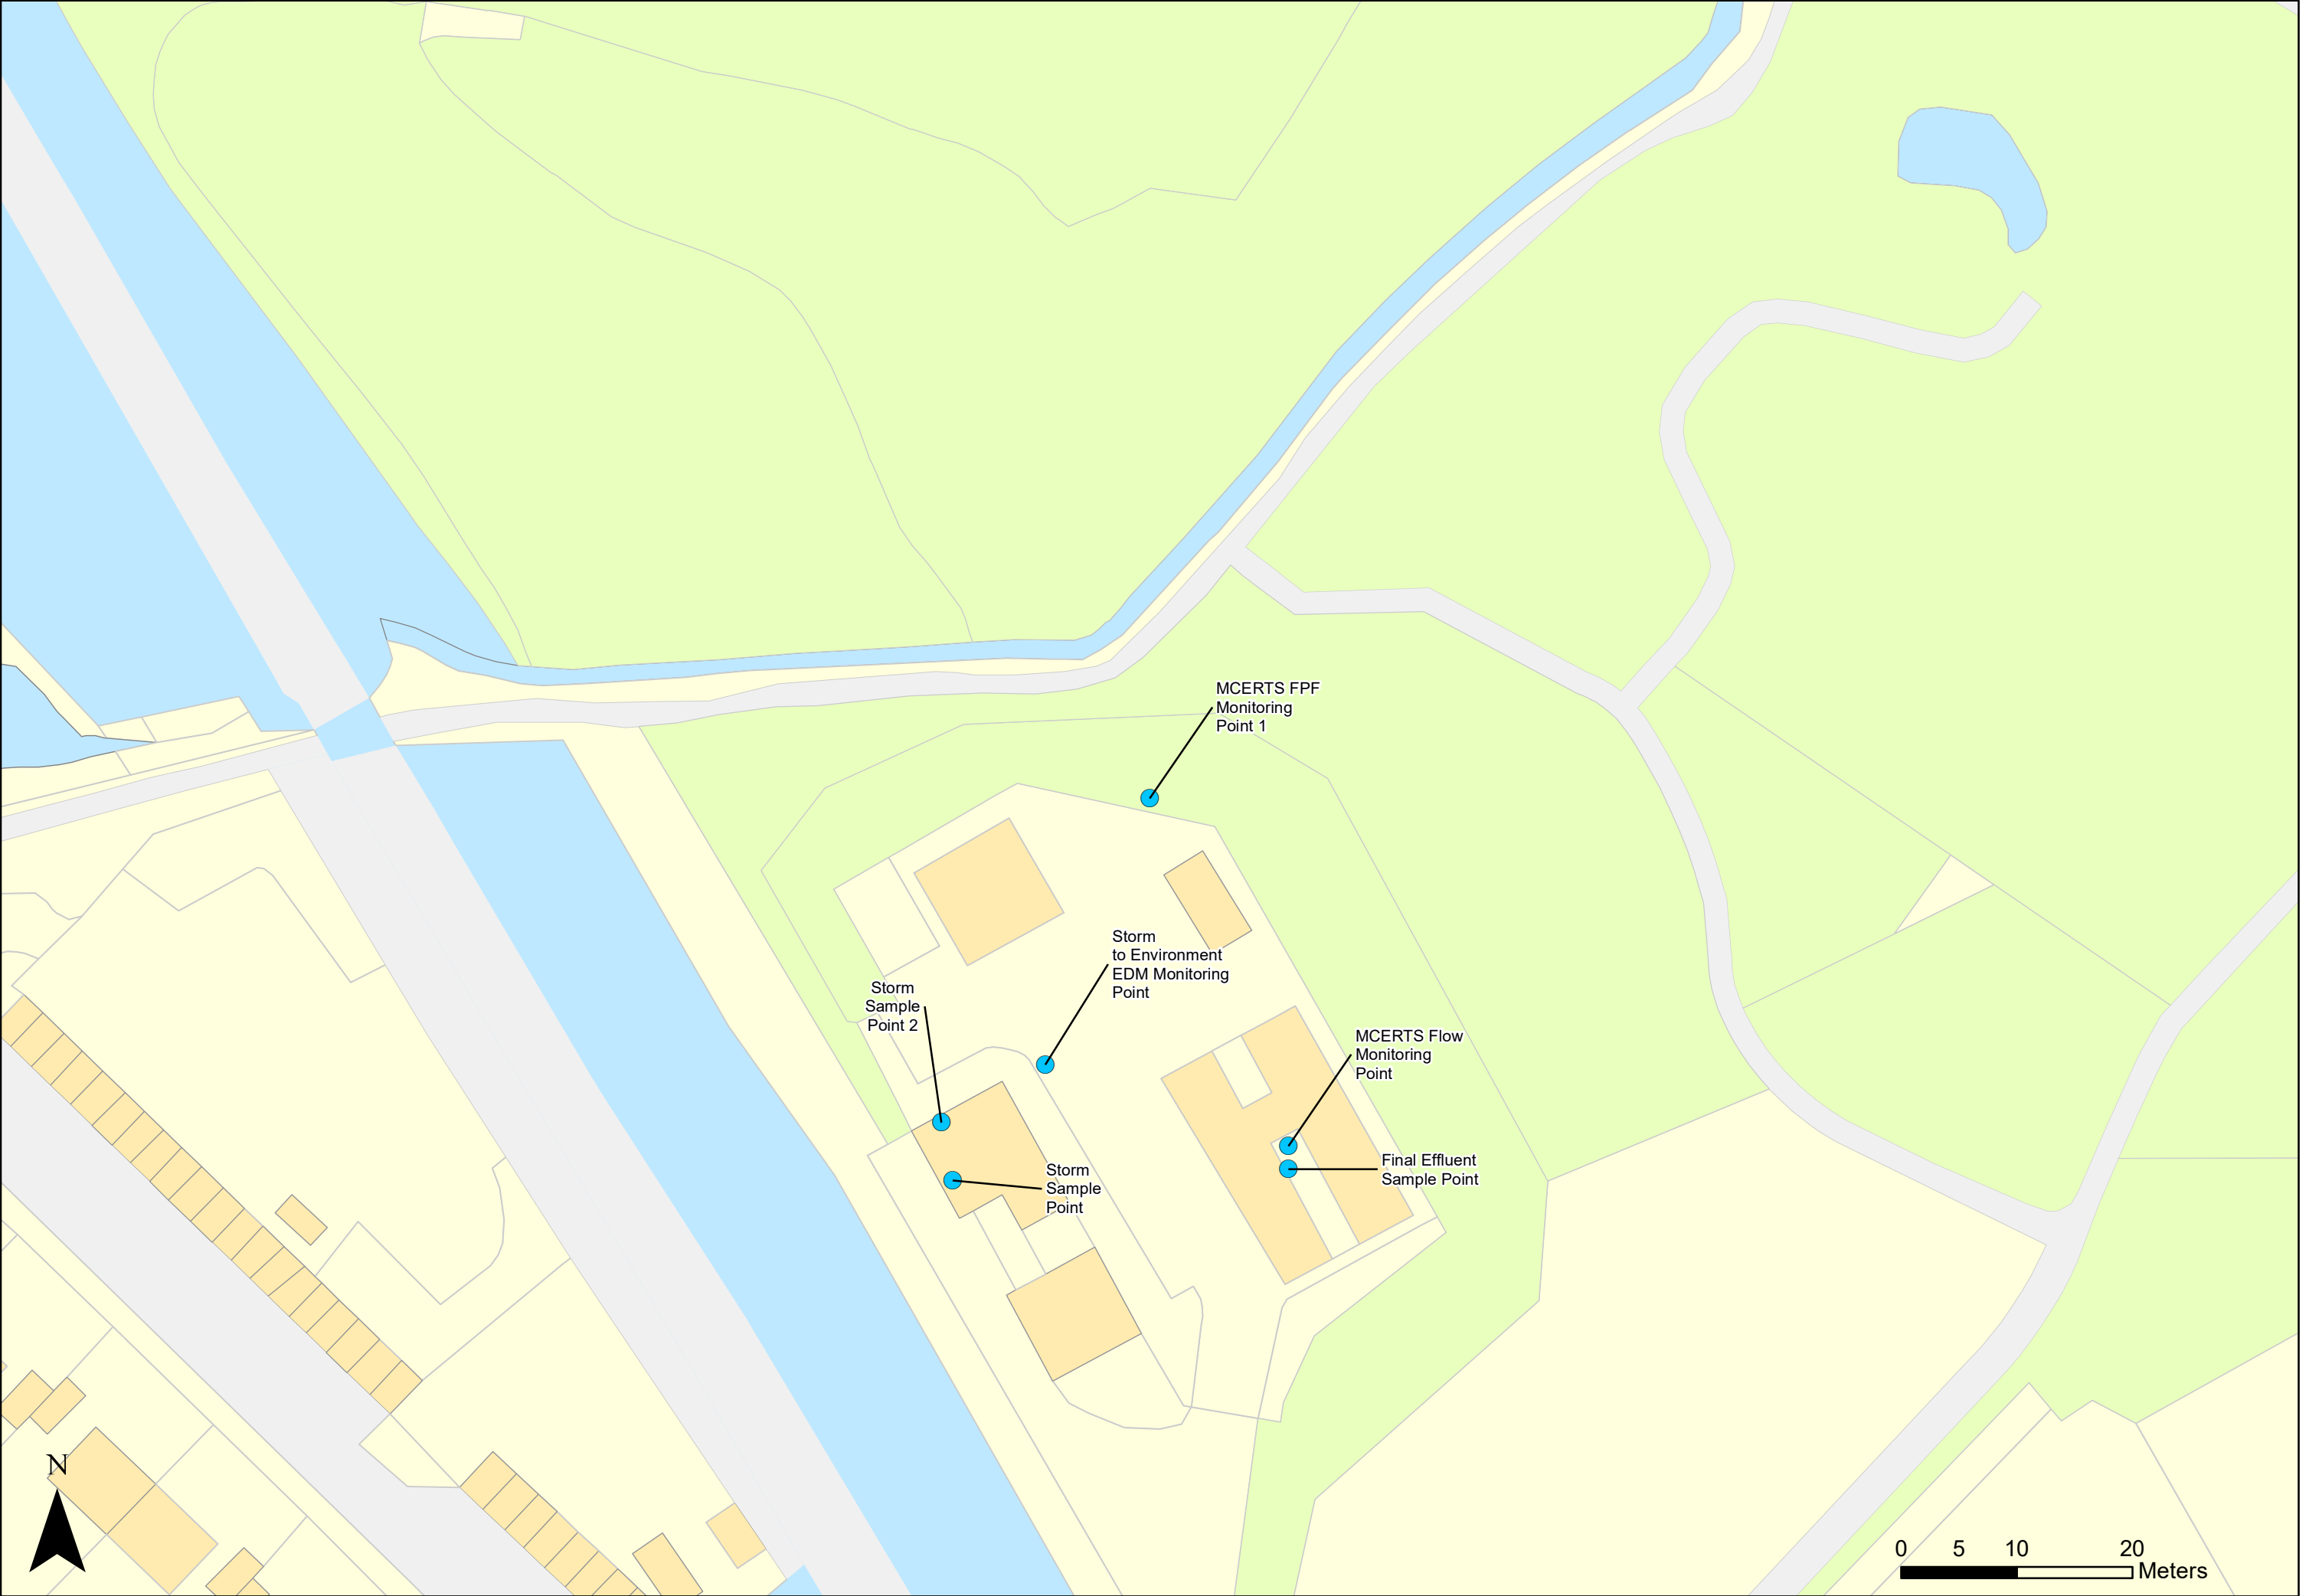 MCERTS FPF
Monitoring
Point 1
Storm
to Environment
EDM Monitoring
Point
Storm
Sample
Point 2
MCERTS Flow
Monitoring
Point
Final Effluent
Sample Point
Storm
Sample
Point
N
0 5 10 20
Meters